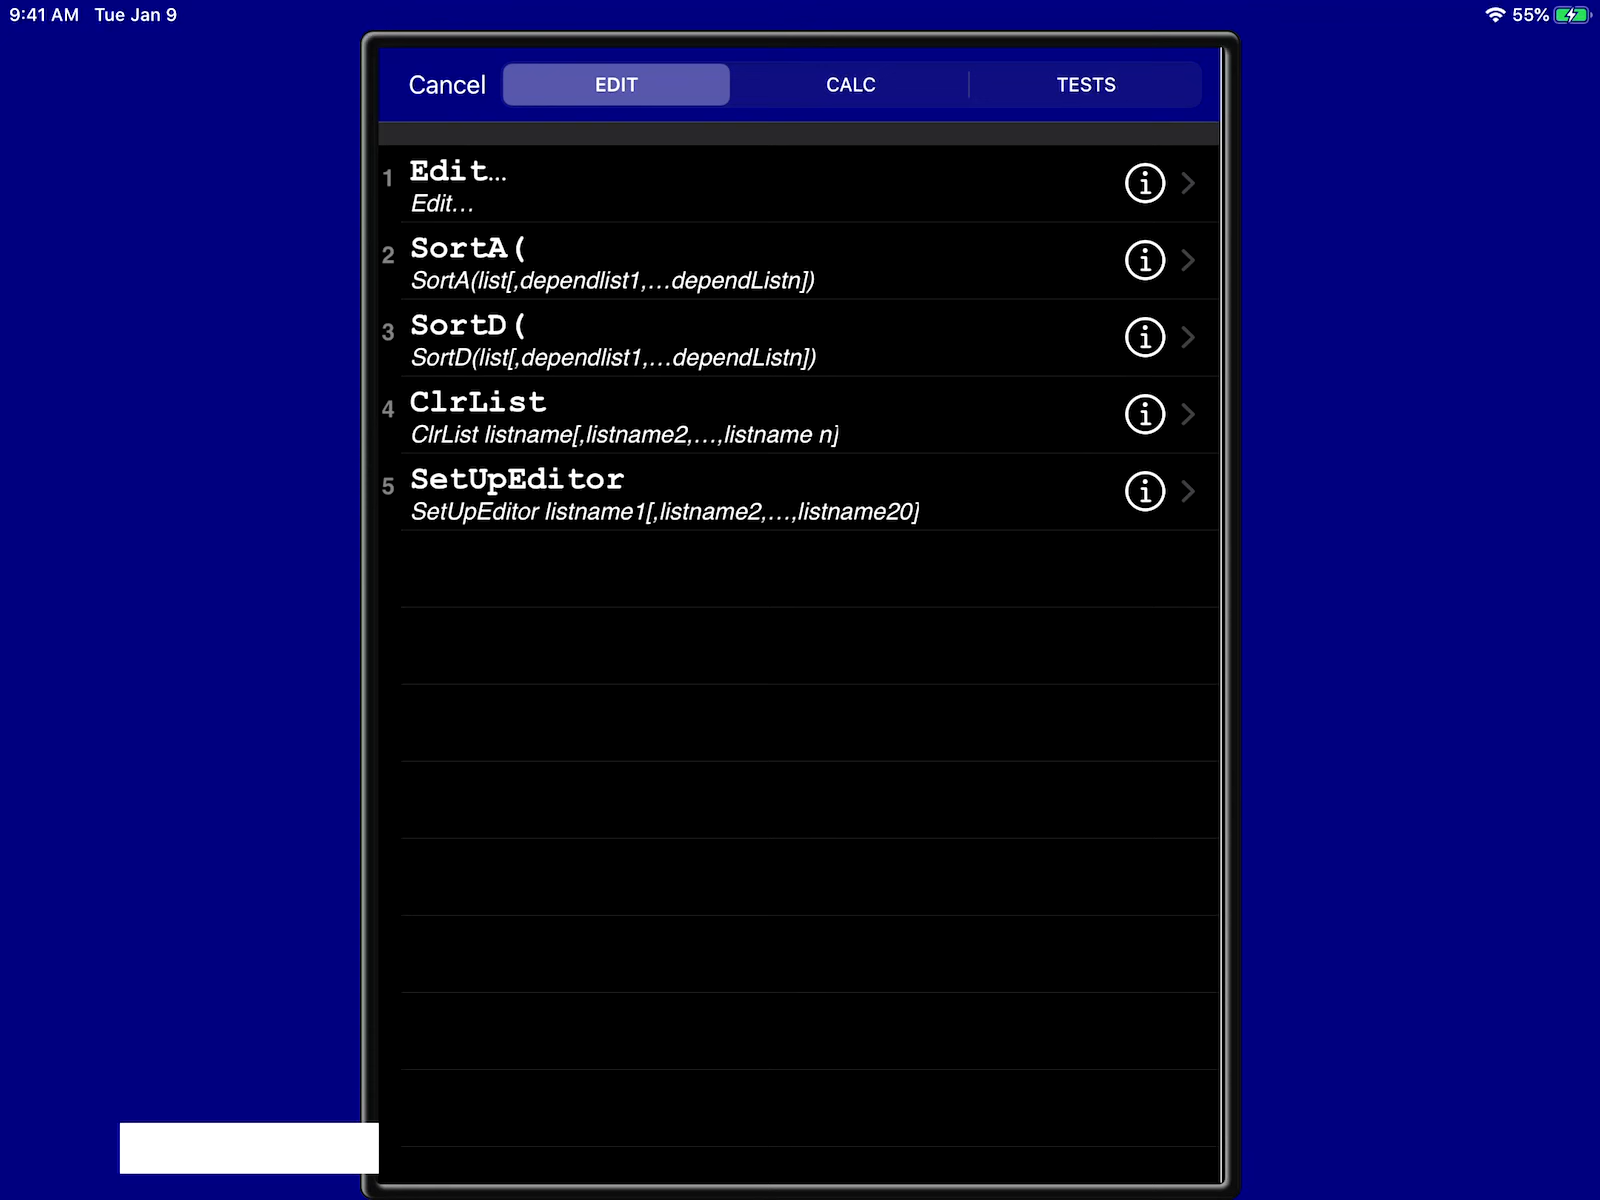 9:41 AM Tue Jan 9 55%
Cancel EDIT CALC TESTS
1 Edit...
Edit...
2 SortA(
SortA(list[,dependlist1,...dependListn])
3 SortD(
SortD(list[,dependlist1,...dependListn])
4 ClrList
ClrList listname[,listname2,...,listname n]
5 SetUpEditor
SetUpEditor listname1[,listname2,...,listname20]